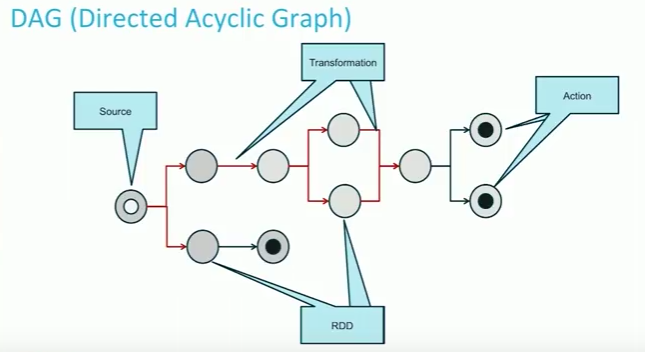 DAG (Directed Acyclic Graph)
Transformation
Source
Action
RDD